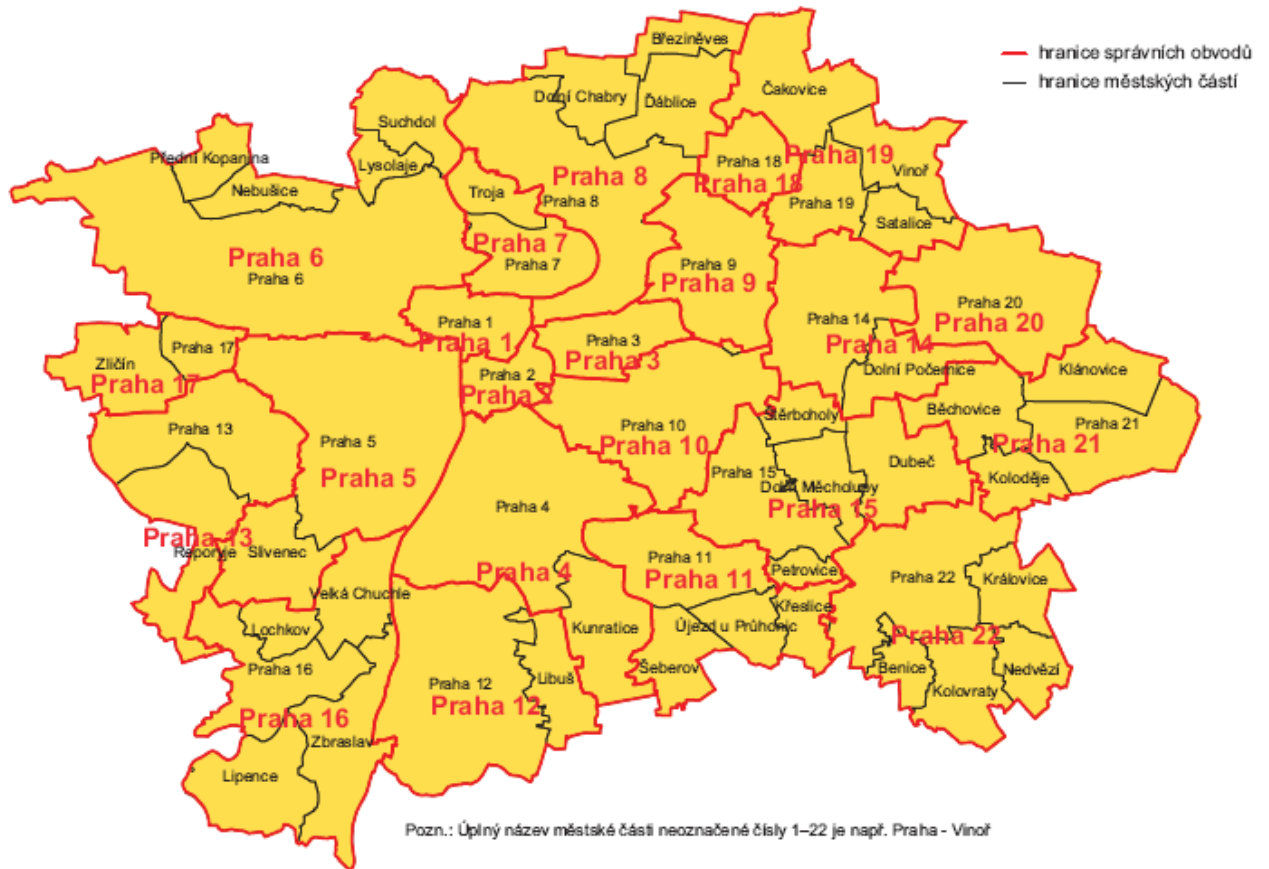 Březiněves
hranice správních obvodů
hranice městských částí
Dolní Chabry
Ďáblice
Čakovice
Suchdol
Přední Kopanina
Lysolaje
Nebušice
Praha 18
Praha 19
Praha 18
Vinoř
Praha 8
Troja
Praha 8
Praha 19
Satalice
Praha 7
Praha 7
Praha 6
Praha 6
Praha 9
Praha 9
Praha 20
Praha 20
Praha 1
Praha 1
Praha 3
Praha 3
Praha 14
Praha 14
Praha 17
Zličín
Praha 17
Praha 2
Praha 2
Dolní Počernice
Klánovice
Praha 13
Praha 5
Praha 5
Praha 10
Praha 10
Štěrboholy
Běchovice
Praha 21
Praha 21
Praha 15
Dolní Měcholupy
Praha 15
Dubeč
Koloděje
Praha 4
Praha 4
Praha 13
Řeporyje
Slivenec
Praha 11
Praha 11
Petrovice
Praha 22
Královice
Velká Chuchle
Lochkov
Kunratice
Újezd u Průhonic
Křeslice
Praha 22
Praha 16
Praha 16
Praha 12
Praha 12
Libuš
Šeberov
Benice
Kolovraty
Nedvězí
Zbraslav
Lipence
Pozn.: Úplný název městské části neoznačené čísly 1–22 je např. Praha - Vinoř